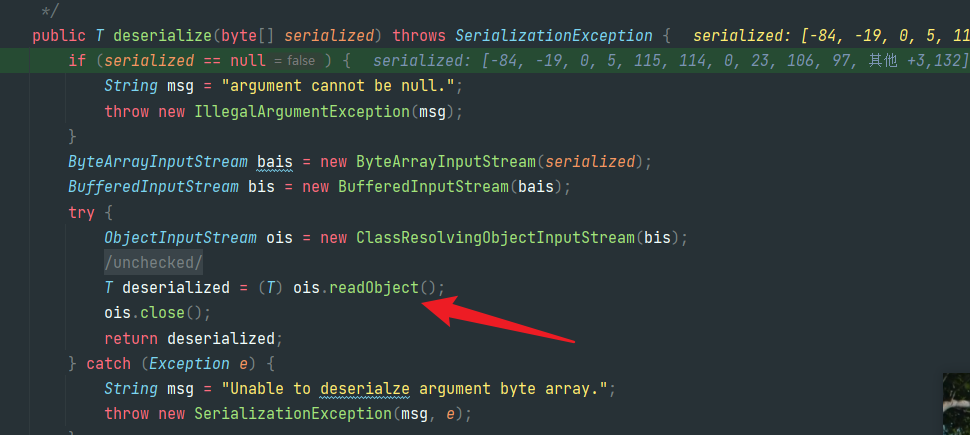 */
public T deserialize(byte[] serialized) throws SerializationException { serialized: [-84, -19, 0, 5, 11
if (serialized == null = false ) { serialized: [-84, -19, 0, 5, 115, 114, 0, 23, 106, 97, 其他 +3,132]
String msg = "argument cannot be null.";
throw new IllegalArgumentException(msg);
}
ByteArrayInputStream bais = new ByteArrayInputStream(serialized);
BufferedInputStream bis = new BufferedInputStream(bais);
try {
ObjectInputStream ois = new ClassResolvingObjectInputStream(bis);
/unchecked/
T deserialized = (T) ois.readObject();
ois.close();
return deserialized;
} catch (Exception e) {
String msg = "Unable to deserialze argument byte array.";
throw new SerializationException(msg, e);
}